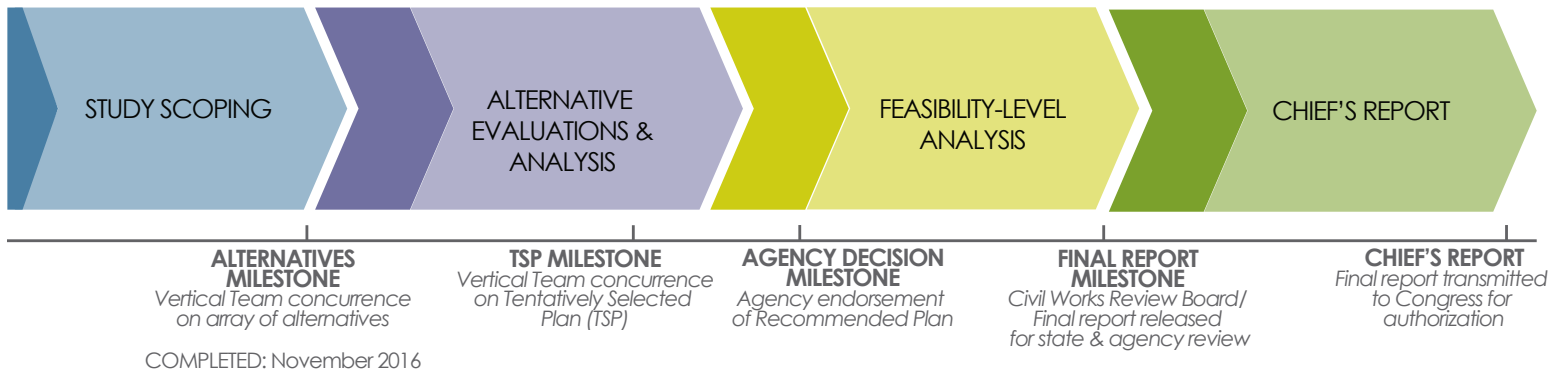 STUDY SCOPING
ALTERNATIVE
EVALUATIONS &
ANALYSIS
FEASIBILITY-LEVEL
ANALYSIS
CHIEF'S REPORT
ALTERNATIVES
MILESTONE
Vertical Team concurrence
on array of alternatives
COMPLETED: November 2016
TSP MILESTONE
Vertical Team concurrence
on Tentatively Selected
Plan (TSP)
AGENCY DECISION
MILESTONE
Agency endorsement
of Recommended Plan
FINAL REPORT
MILESTONE
Civil Works Review Board/
Final report released
for state & agency review
CHIEF'S REPORT
Final report transmitted
to Congress for
authorization